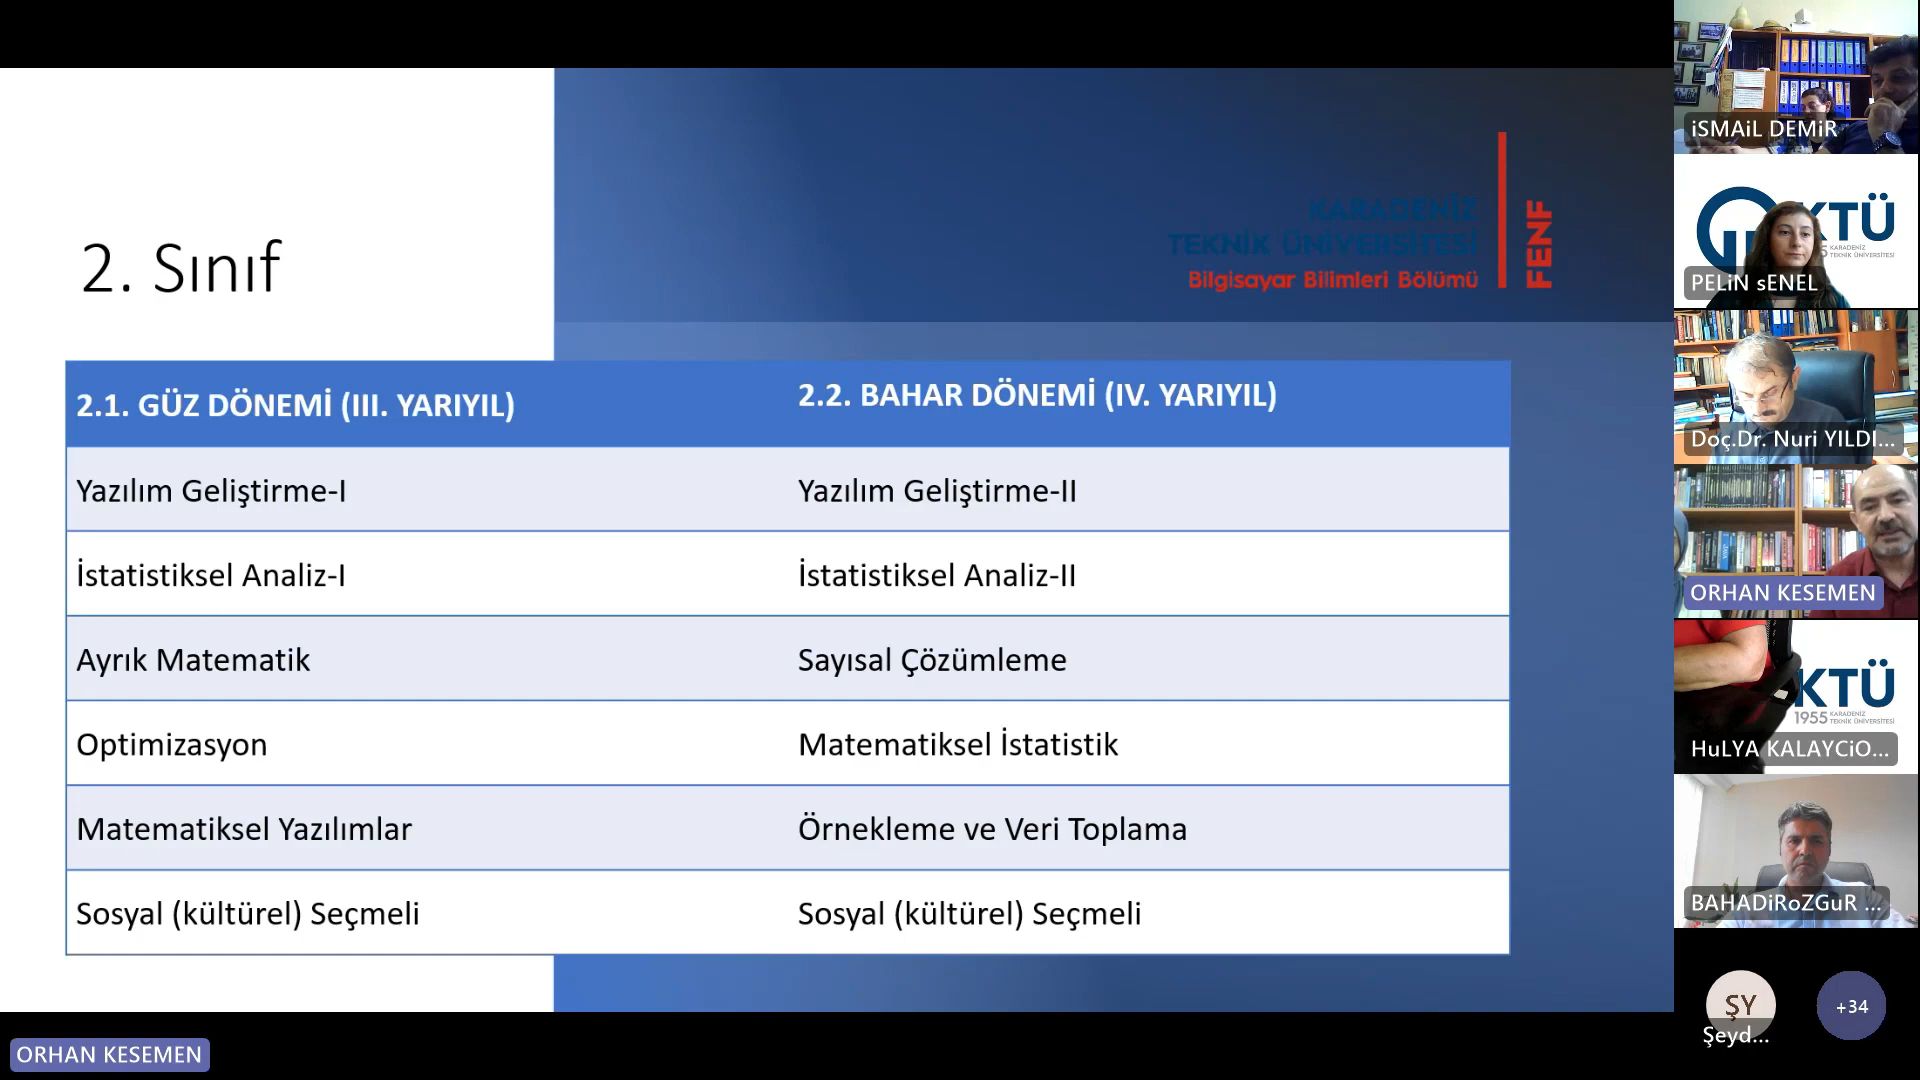 2. Sınıf
KARADENİZ
TEKNİK ÜNİVERSİTESİ
Bilgisayar Bilimleri Bölümü
FENF
2.1. GÜZ DÖNEMİ (III. YARIYIL)
2.2. BAHAR DÖNEMİ (IV. YARIYIL)
Yazılım Geliştirme-I
Yazılım Geliştirme-II
İstatistiksel Analiz-I
İstatistiksel Analiz-II
Ayrık Matematik
Sayısal Çözümleme
Optimizasyon
Matematiksel İstatistik
Matematiksel Yazılımlar
Örnekleme ve Veri Toplama
Sosyal (kültürel) Seçmeli
Sosyal (kültürel) Seçmeli
ORHAN KESEMEN
iSMAiL DEMiR
KTÜ
KARADENİZ
TEKNİK ÜNİVERSİTESİ
PELiN sENEL
Doç.Dr. Nuri YILDI...
ORHAN KESEMEN
KTÜ
1955
KARADENİZ
TEKNİK ÜNİVERSİTESİ
HuLYA KALAYCiO...
BAHADiRoZGuR ...
ŞY
Şeyd...
+34